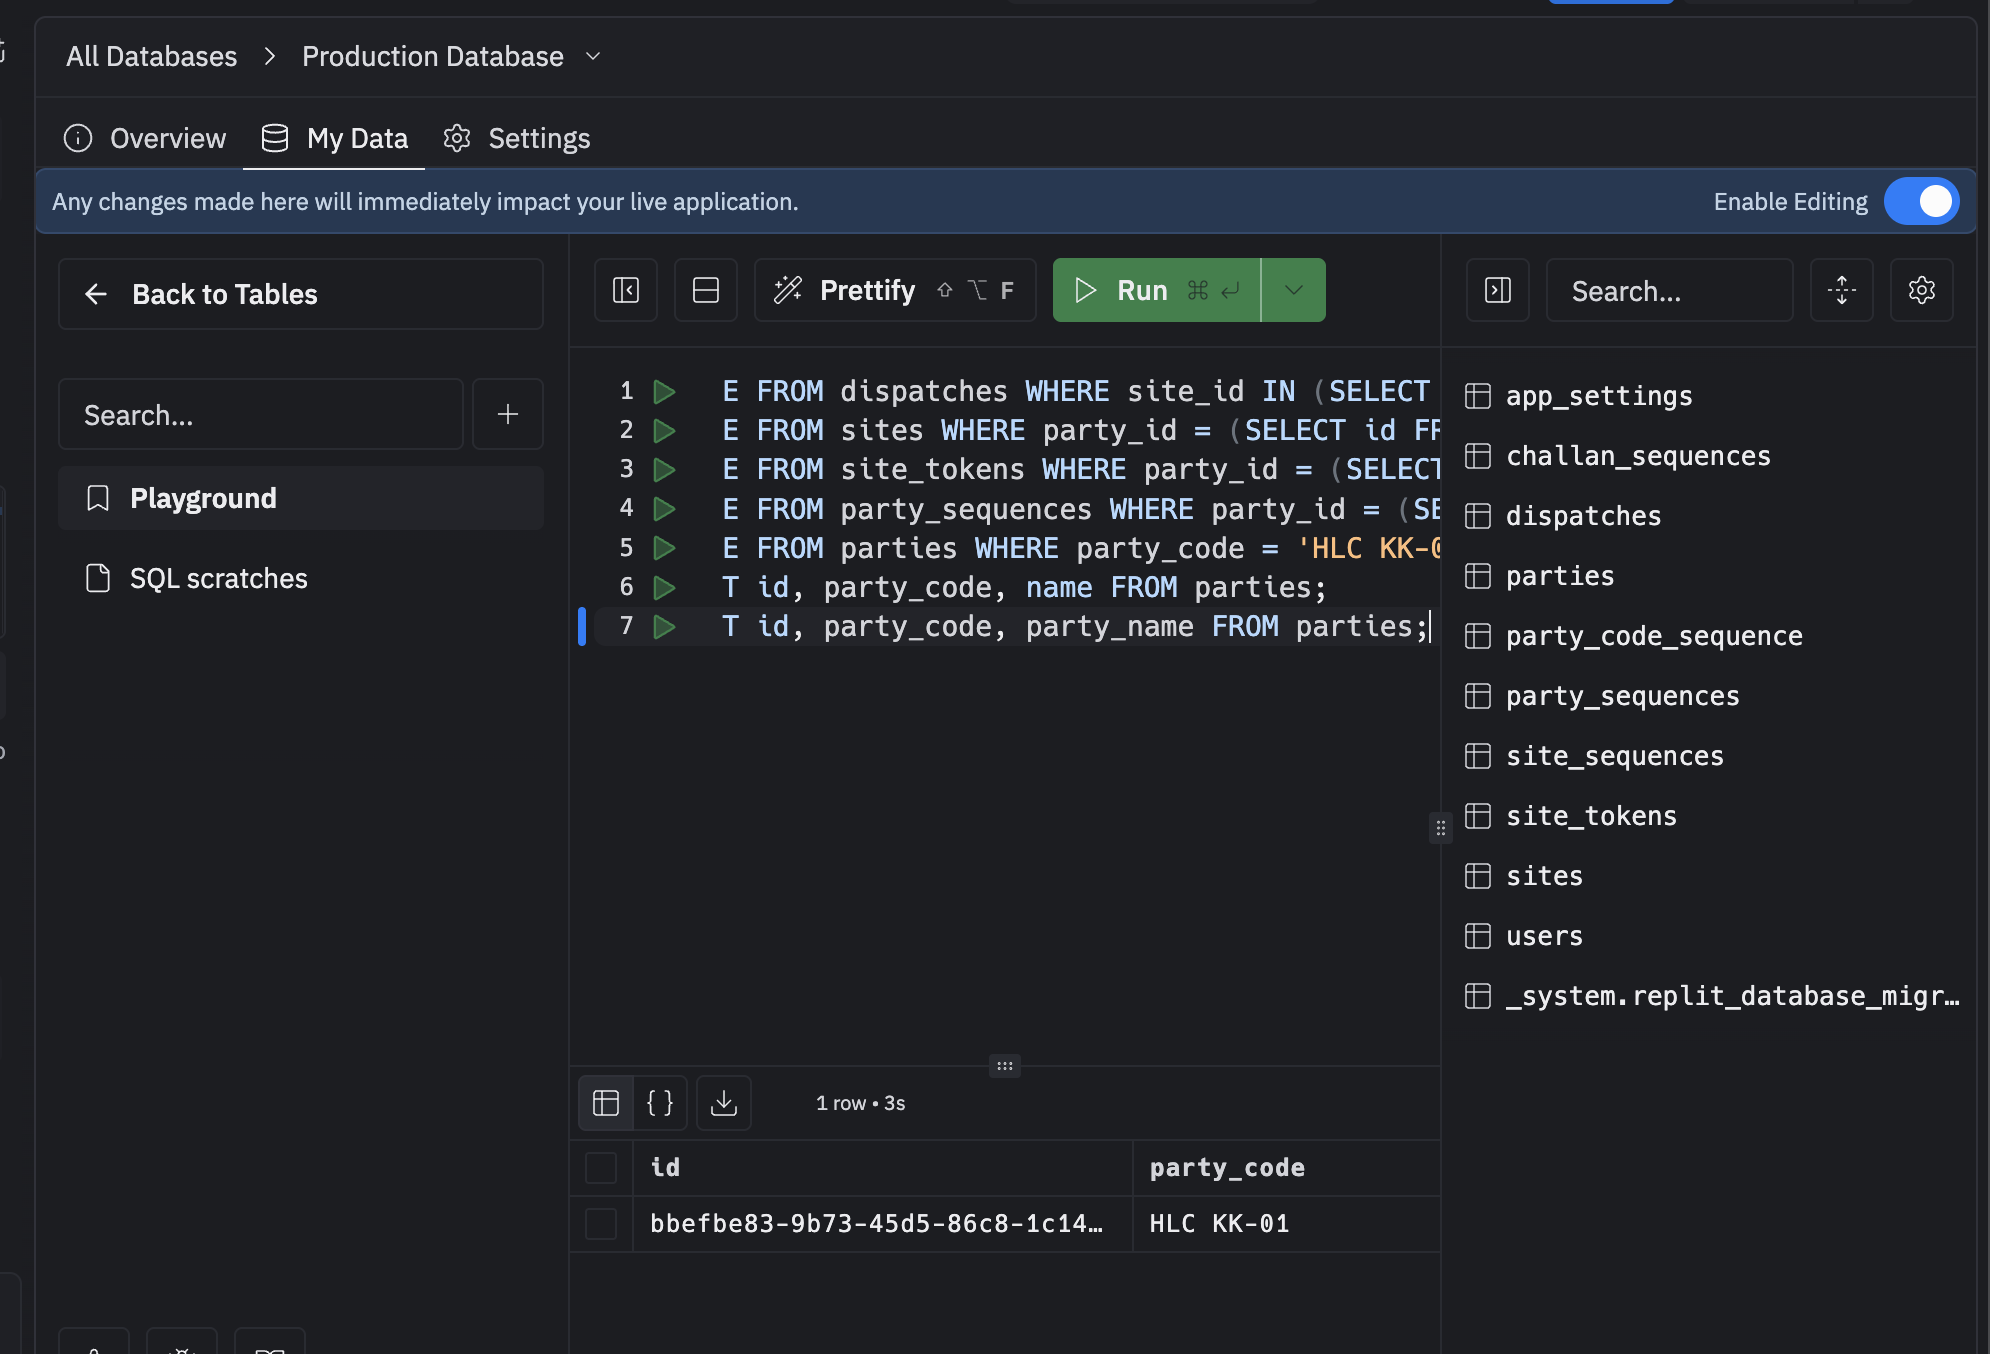 All Databases > Production Database
Overview
My Data
Settings
Any changes made here will immediately impact your live application.
Enable Editing
Back to Tables
Search...
Playground
SQL scratches
Prettify ⇧ ⌥ F
Run ⌘ ↵
1 E FROM dispatches WHERE site_id IN (SELECT
2 E FROM sites WHERE party_id = (SELECT id FR
3 E FROM site_tokens WHERE party_id = (SELECT
4 E FROM party_sequences WHERE party_id = (SE
5 E FROM parties WHERE party_code = 'HLC KK-0
6 T id, party_code, name FROM parties;
7 T id, party_code, party_name FROM parties;
1 row • 3s
id party_code
bbefbe83-9b73-45d5-86c8-1c14… HLC KK-01
Search...
app_settings
challan_sequences
dispatches
parties
party_code_sequence
party_sequences
site_sequences
site_tokens
sites
users
_system.replit_database_migr…